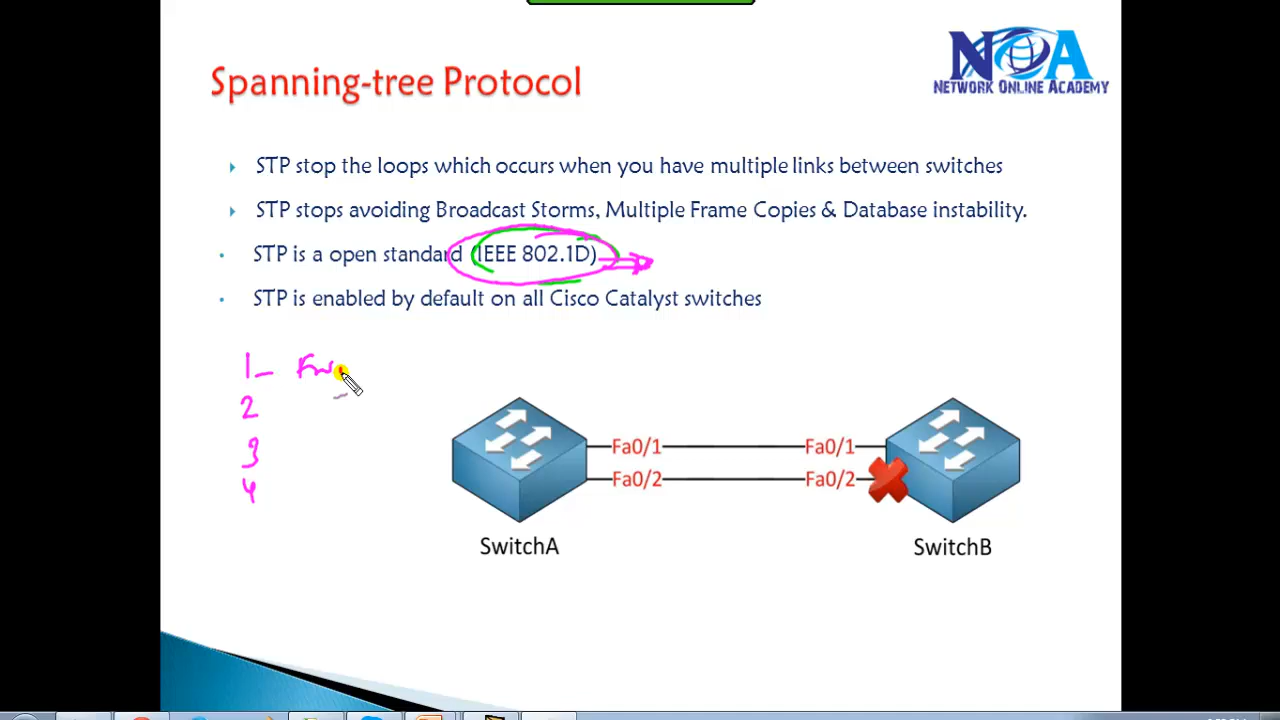 NOA
NETWORK ONLINE ACADEMY
Spanning-tree Protocol
STP stop the loops which occurs when you have multiple links between switches
STP stops avoiding Broadcast Storms, Multiple Frame Copies & Database instability.
STP is a open standard (IEEE 802.1D)
STP is enabled by default on all Cisco Catalyst switches
1_
2
3
4
Fa0/1 Fa0/1
Fa0/2 Fa0/2
SwitchA SwitchB